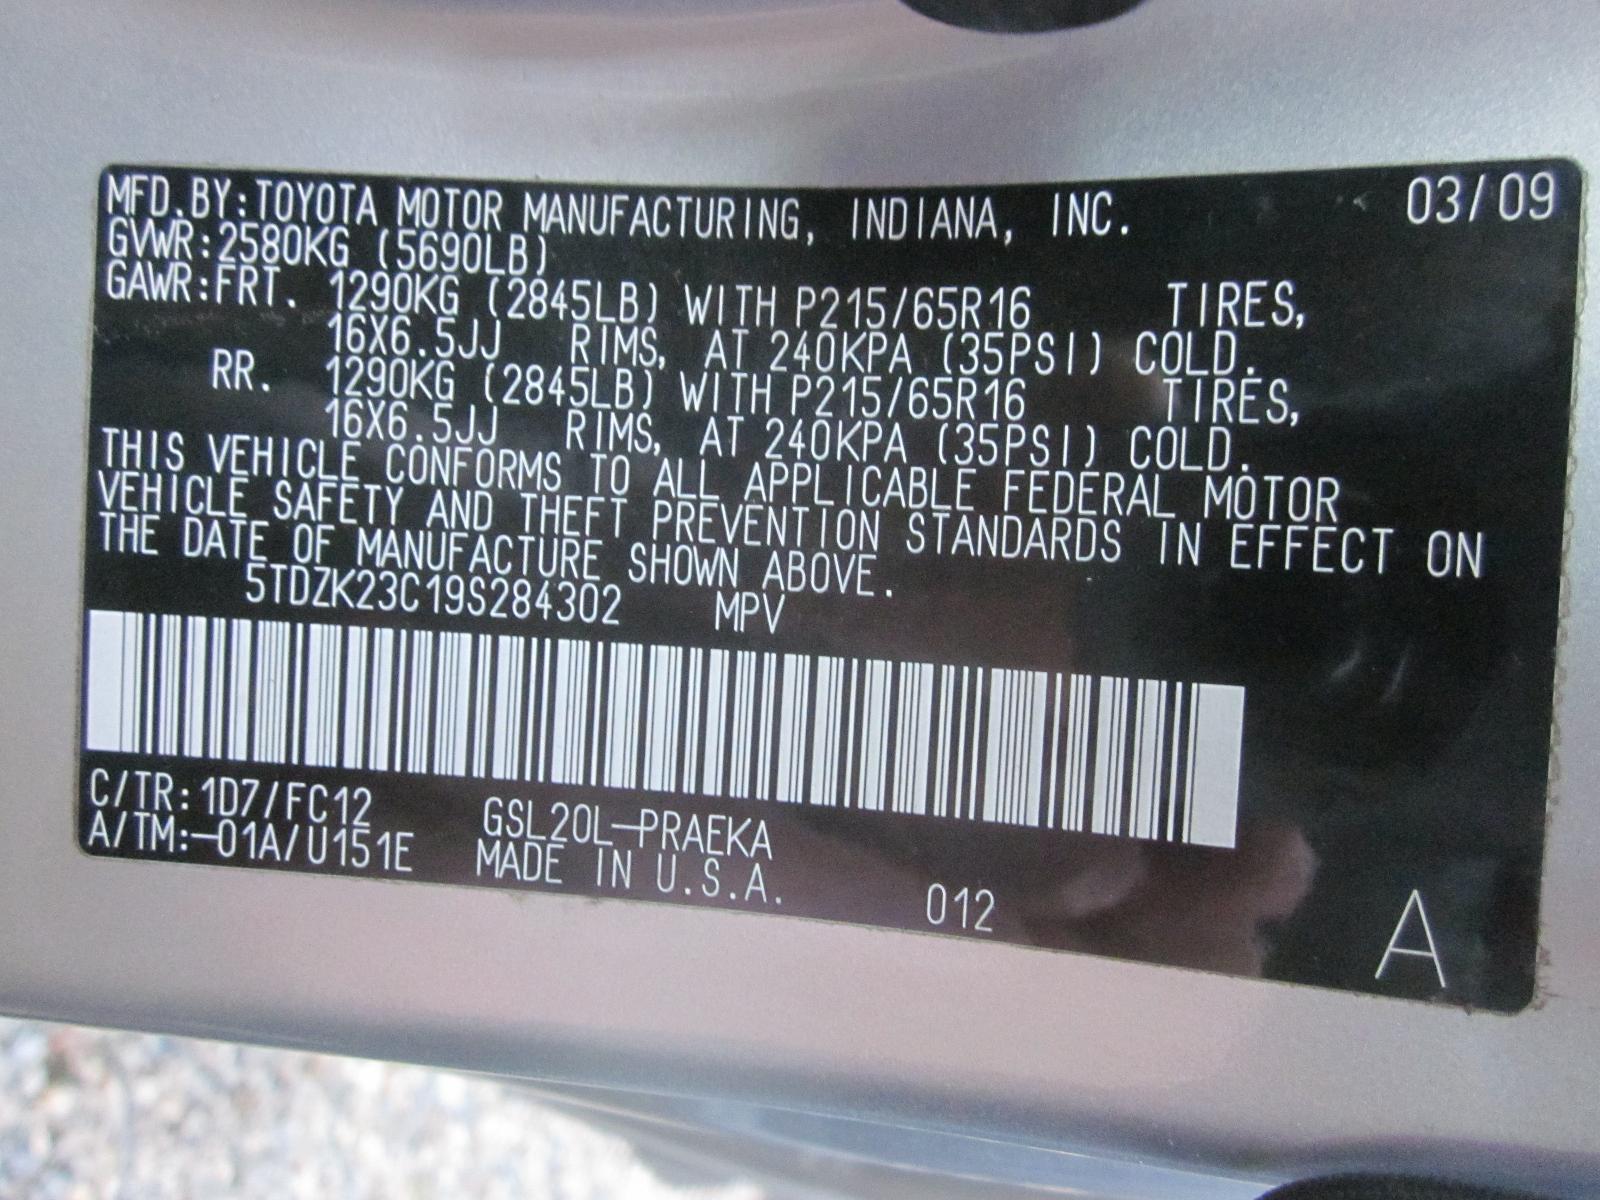 MFD.BY:TOYOTA MOTOR MANUFACTURING, INDIANA, INC. 03/09
GVWR:2580KG (5690LB)
GAWR:FRT. 1290KG (2845LB) WITH P215/65R16 TIRES,
16X6.5JJ RIMS, AT 240KPA (35PSI) COLD.
RR. 1290KG (2845LB) WITH P215/65R16 TIRES,
16X6.5JJ RIMS, AT 240KPA (35PSI) COLD.
THIS VEHICLE CONFORMS TO ALL APPLICABLE FEDERAL MOTOR
VEHICLE SAFETY AND THEFT PREVENTION STANDARDS IN EFFECT ON
THE DATE OF MANUFACTURE SHOWN ABOVE.
5TDZK23C19S284302 MPV
C/TR:1D7/FC12 GSL20L-PRAEKA
A/TM:-01A/U151E MADE IN U.S.A.
012
A